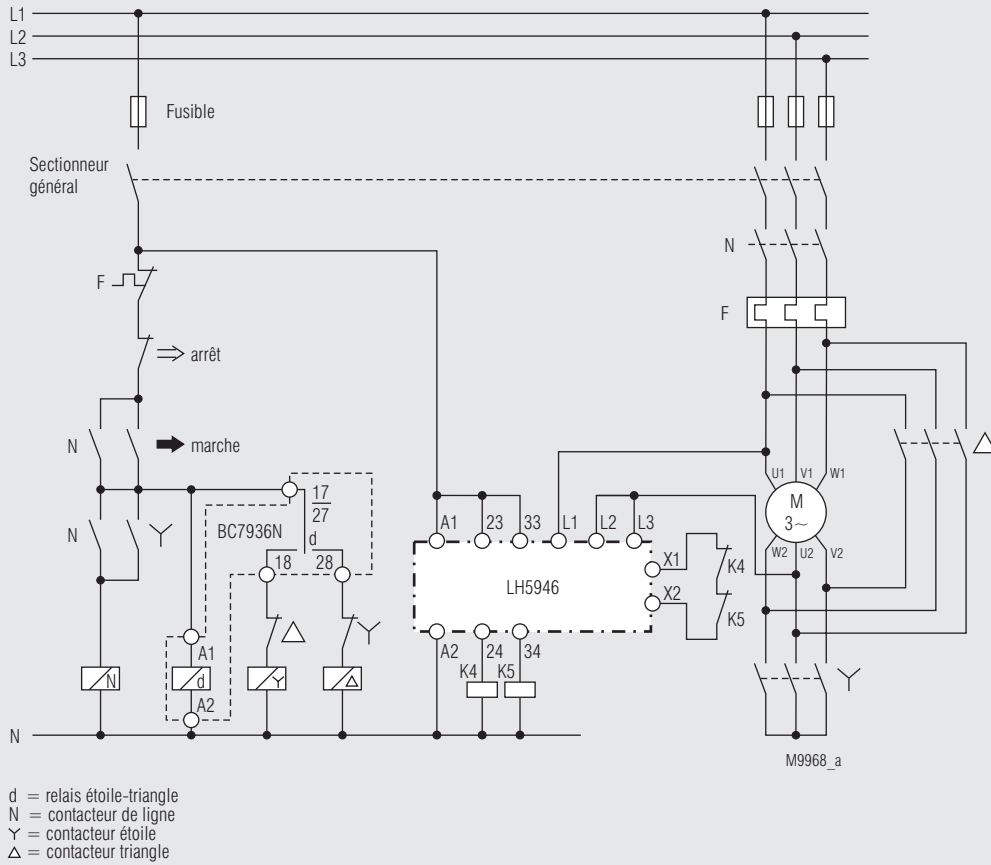 L1
L2
L3
Fusible
Sectionneur
général
N
F
F
arrêt
N
marche
U1 V1 W1
M
3~
W2 U2 V2
17
27
BC7936N
d
18 28
N
A1 23 33 L1 L2 L3
X1
K4
LH5946
X2
K5
A1
A2 24 34
K4 K5
N d Y Δ
A2
N
M9968_a
d = relais étoile-triangle
N = contacteur de ligne
Y = contacteur étoile
Δ = contacteur triangle